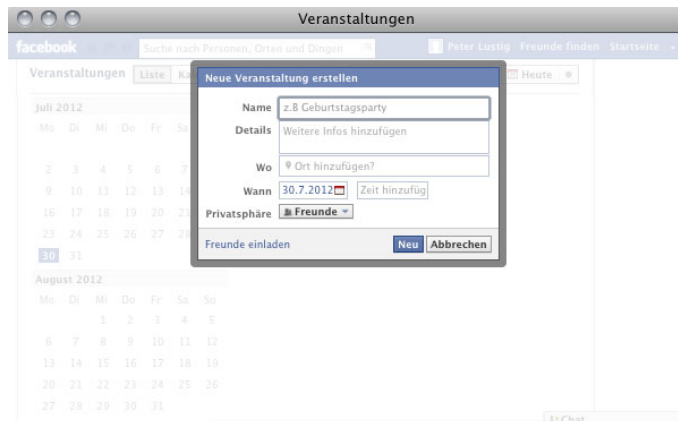 Veranstaltungen
facebook Suche nach Personen, Orten und Dingen Peter Lustig Freunde finden Startseite
Veranstaltungen Liste Ka Heute
Neue Veranstaltung erstellen
Name z.B Geburtstagsparty
Details Weitere Infos hinzufügen
Wo Ort hinzufügen?
Wann 30.7.2012 Zeit hinzufüg
Privatsphäre Freunde
Freunde einladen Neu Abbrechen
Juli 2012
Mo Di Mi Do Fr Sa
2 3 4 5 6 7
9 10 11 12 13 14
16 17 18 19 20 21
23 24 25 26 27 28
30 31
August 2012
Mo Di Mi Do Fr Sa So
1 2 3 4 5
6 7 8 9 10 11 12
13 14 15 16 17 18 19
20 21 22 23 24 25 26
27 28 29 30 31
Chat